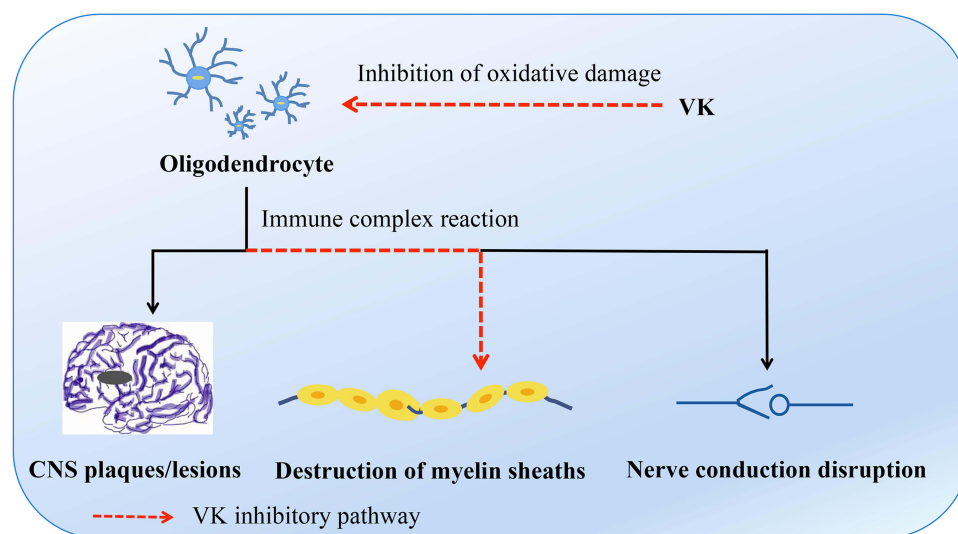 Inhibition of oxidative damage
VK
Oligodendrocyte
Immune complex reaction
CNS plaques/lesions
Destruction of myelin sheaths
Nerve conduction disruption
VK inhibitory pathway